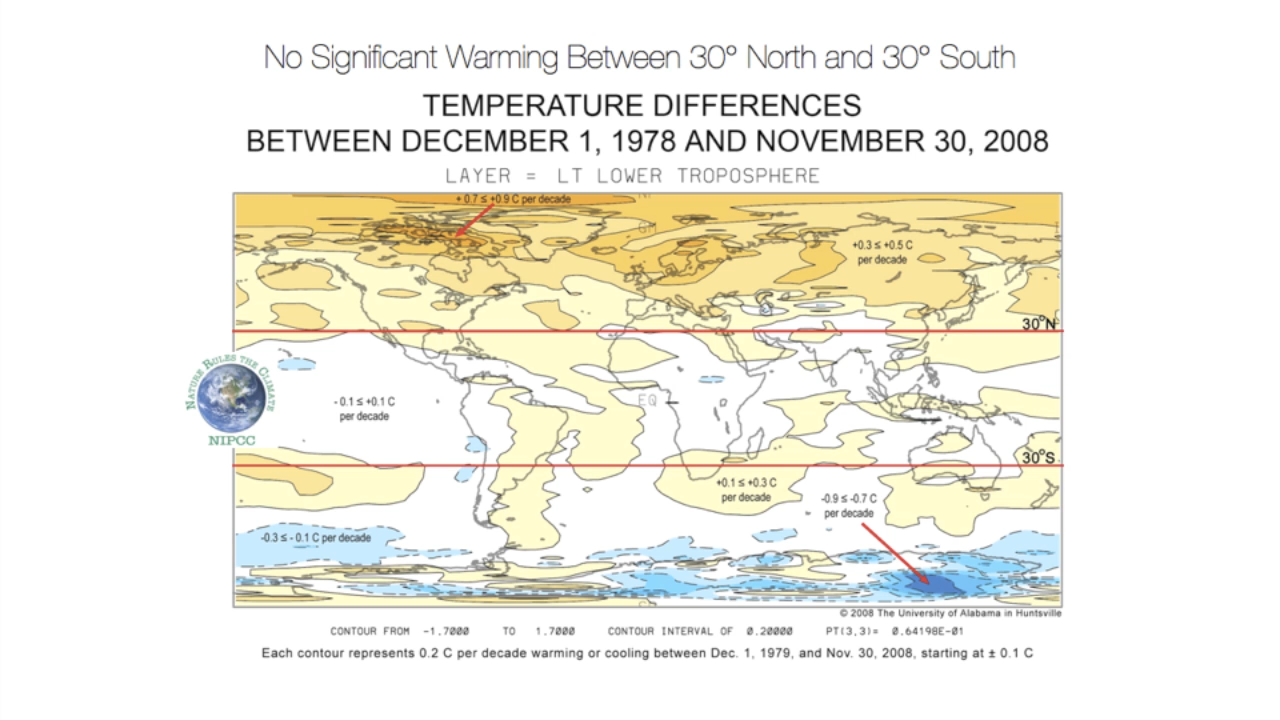 No Significant Warming Between 30° North and 30° South
TEMPERATURE DIFFERENCES
BETWEEN DECEMBER 1, 1978 AND NOVEMBER 30, 2008
LAYER = LT LOWER TROPOSPHERE
+ 0.7 ≤ +0.9 C per decade
GM
+0.3 ≤ +0.5 C
per decade
30°N
NATURE RULES THE CLIMATE
NIPCC
- 0.1 ≤ +0.1 C
per decade
EQ
30°S
+0.1 ≤ +0.3 C
per decade
-0.9 ≤ -0.7 C
per decade
-0.3 ≤ - 0.1 C per decade
© 2008 The University of Alabama in Huntsville
CONTOUR FROM -1.7000 TO 1.7000 CONTOUR INTERVAL OF 0.20000 PT(3,3)= 0.64198E-01
Each contour represents 0.2 C per decade warming or cooling between Dec. 1, 1979, and Nov. 30, 2008, starting at ± 0.1 C